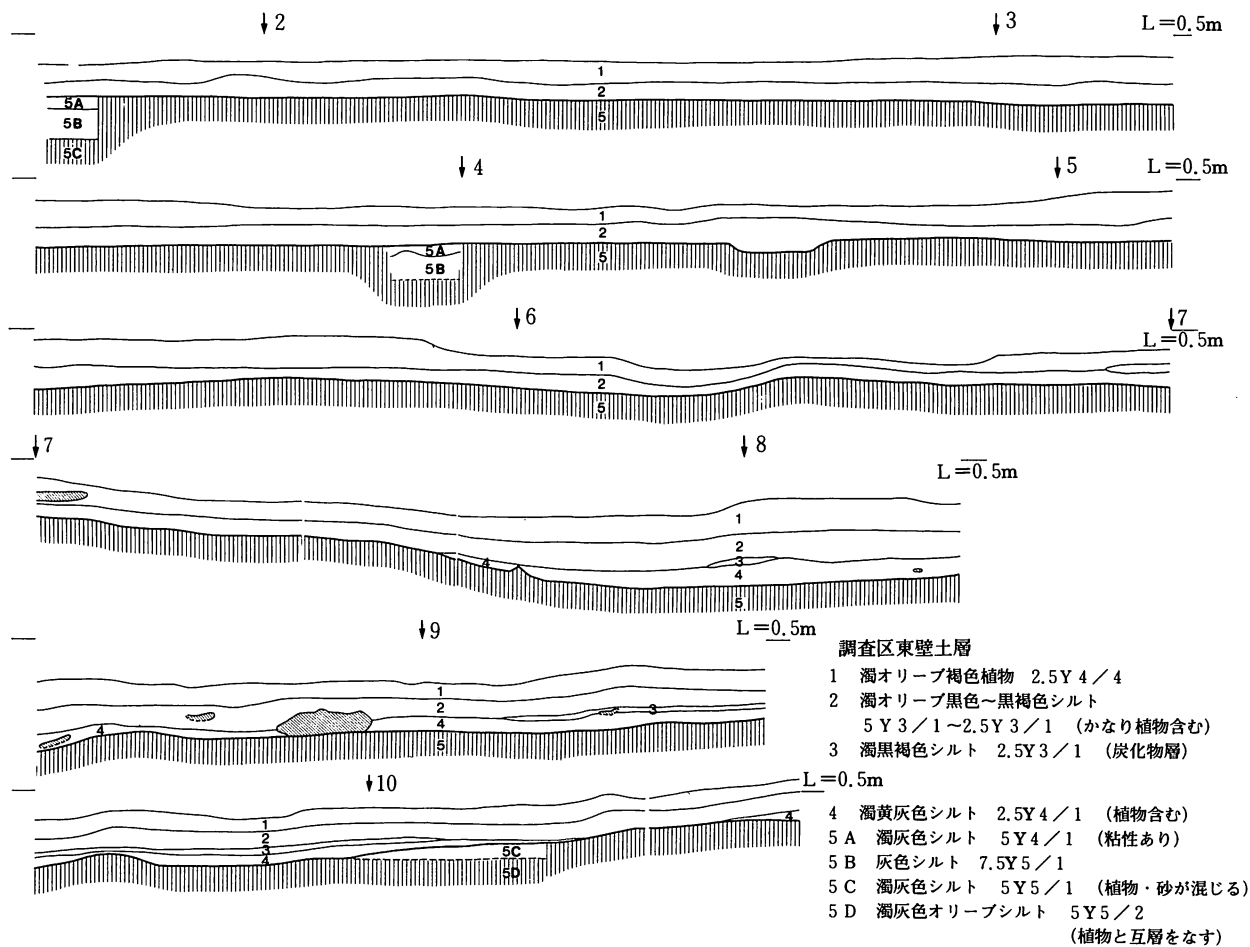 2 3 L=0.5m
1
2
5A
5B
5
5C
4 5 L=0.5m
1
2
5A
5B
5
6 7
L=0.5m
1
2
5
7 8
L=0.5m
1
2
3
4
4
5
9 L=0.5m
1
2
3
4
4
5
10 L=0.5m
1
2
3
4
4
5C
5D
調査区東壁土層
1 濁オリーブ褐色植物 2.5Y4/4
2 濁オリーブ黒色~黒褐色シルト
5Y3/1~2.5Y3/1 (かなり植物含む)
3 濁黒褐色シルト 2.5Y3/1 (炭化物層)
4 濁黄灰色シルト 2.5Y4/1 (植物含む)
5A 濁灰色シルト 5Y4/1 (粘性あり)
5B 灰色シルト 7.5Y5/1
5C 濁灰色シルト 5Y5/1 (植物・砂が混じる)
5D 濁灰色オリーブシルト 5Y5/2
(植物と互層をなす)